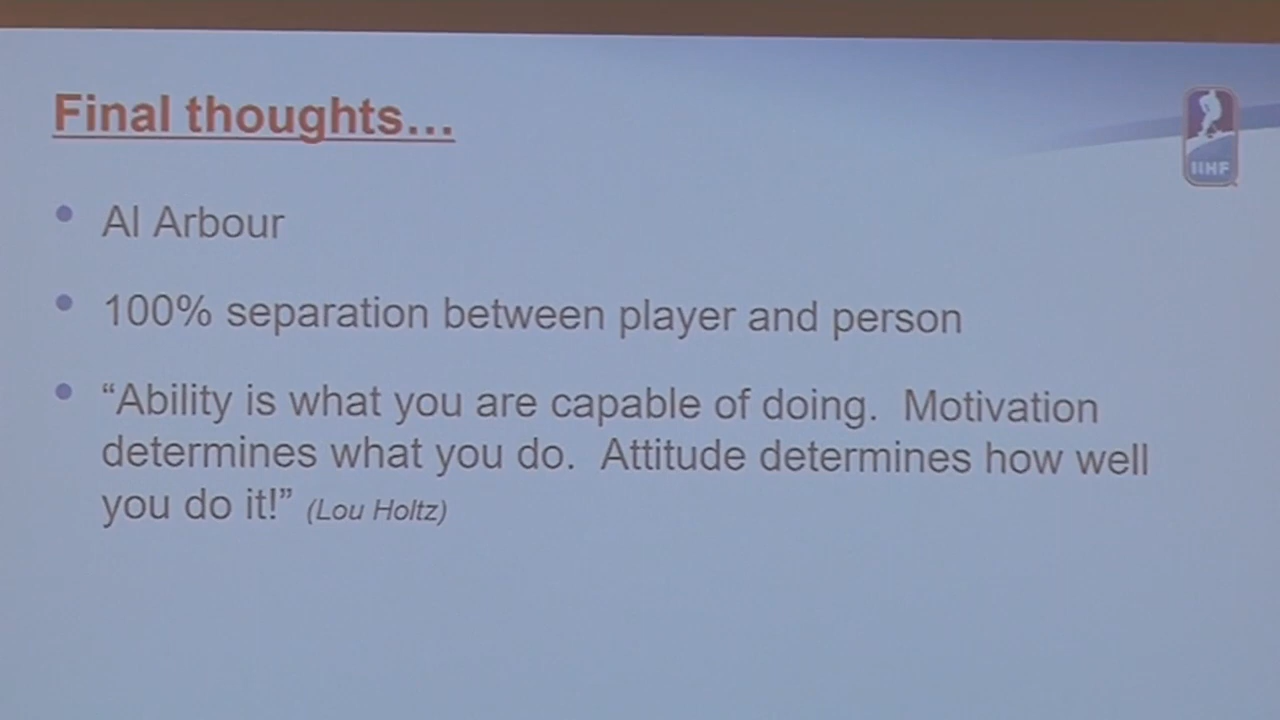 Final thoughts...
IIHF
• Al Arbour
• 100% separation between player and person
• “Ability is what you are capable of doing.  Motivation
determines what you do.  Attitude determines how well
you do it!” (Lou Holtz)